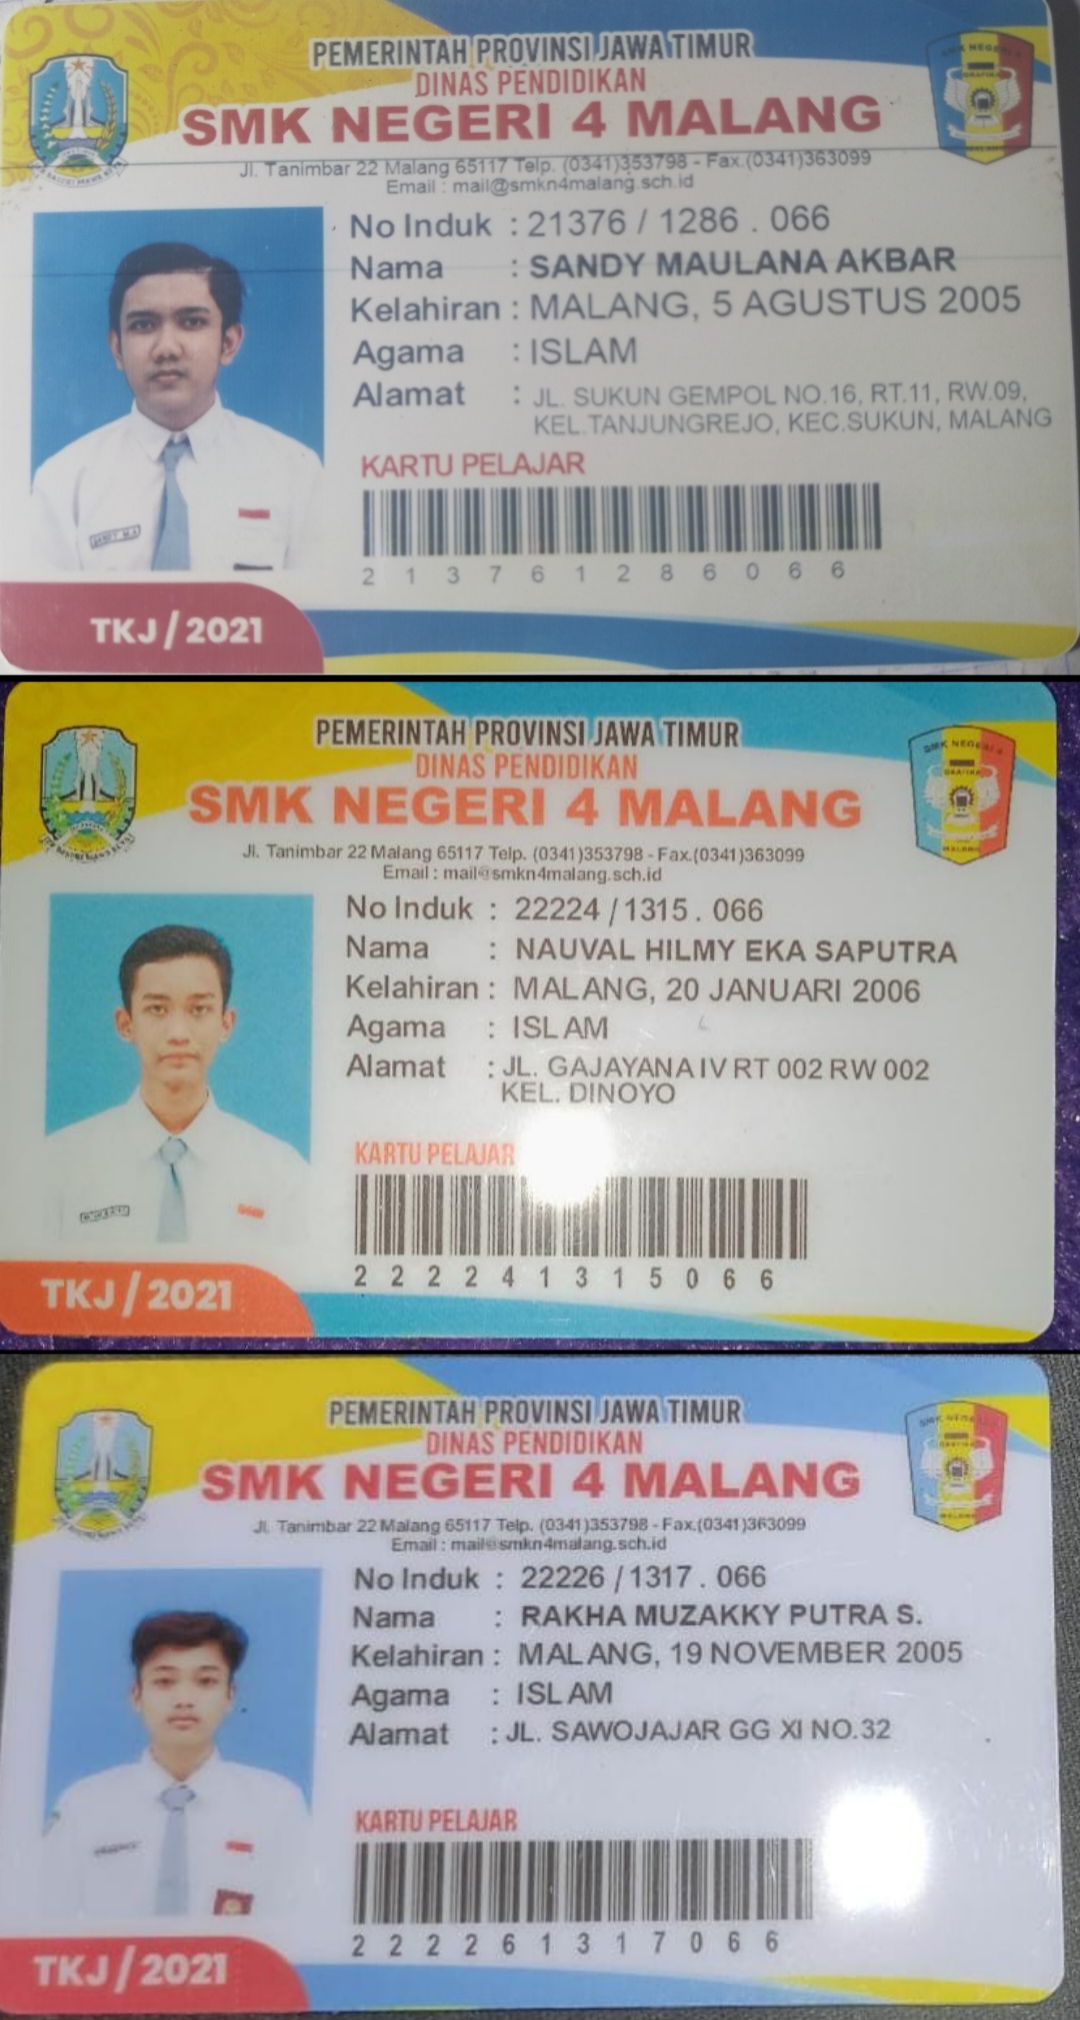 PEMERINTAH PROVINSI JAWA TIMUR
DINAS PENDIDIKAN
SMK NEGERI 4 MALANG
Jl. Tanimbar 22 Malang 65117 Telp. (0341)353798 - Fax.(0341)363099
Email : mail@smkn4malang.sch.id
No Induk : 21376 / 1286 . 066
Nama : SANDY MAULANA AKBAR
Kelahiran : MALANG, 5 AGUSTUS 2005
Agama : ISLAM
Alamat : JL. SUKUN GEMPOL NO.16, RT.11, RW.09,
KEL.TANJUNGREJO, KEC.SUKUN, MALANG
KARTU PELAJAR
2 1 3 7 6 1 2 8 6 0 6 6
TKJ / 2021
PEMERINTAH PROVINSI JAWA TIMUR
DINAS PENDIDIKAN
SMK NEGERI 4 MALANG
SMK NEGERI 4
GRAFIKA
MALANG
Jl. Tanimbar 22 Malang 65117 Telp. (0341)353798 - Fax.(0341)363099
Email : mail@smkn4malang.sch.id
No Induk : 22224 / 1315 . 066
Nama : NAUVAL HILMY EKA SAPUTRA
Kelahiran : MALANG, 20 JANUARI 2006
Agama : ISLAM
Alamat : JL. GAJAYANA IV RT 002 RW 002
KEL. DINOYO
KARTU PELAJAR
2 2 2 2 4 1 3 1 5 0 6 6
TKJ / 2021
PEMERINTAH PROVINSI JAWA TIMUR
DINAS PENDIDIKAN
SMK NEGERI 4 MALANG
Jl. Tanimbar 22 Malang 65117 Telp. (0341)353798 - Fax.(0341)363099
Email : mail@smkn4malang.sch.id
No Induk : 22226 / 1317 . 066
Nama : RAKHA MUZAKKY PUTRA S.
Kelahiran : MALANG, 19 NOVEMBER 2005
Agama : ISLAM
Alamat : JL. SAWOJAJAR GG XI NO.32
KARTU PELAJAR
2 2 2 2 6 1 3 1 7 0 6 6
TKJ / 2021